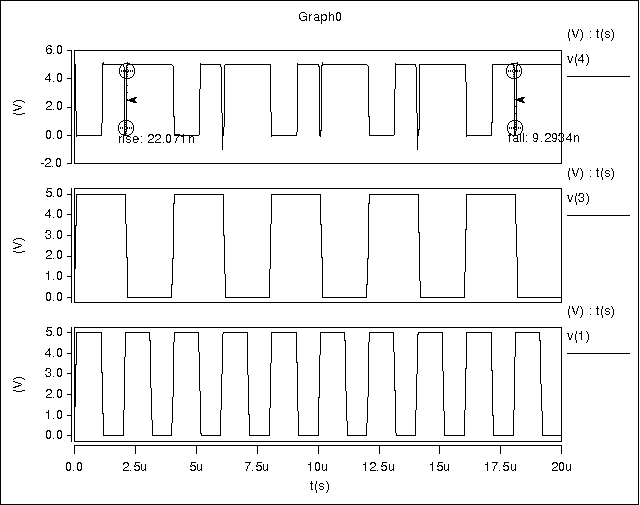 Graph0
(V) : t(s)
v(4)
6.0
4.0
2.0
0.0
-2.0
(V)
rise: 22.071n
fall: 9.2934n
(V) : t(s)
v(3)
5.0
4.0
3.0
2.0
1.0
0.0
(V)
(V) : t(s)
v(1)
5.0
4.0
3.0
2.0
1.0
0.0
(V)
0.0 2.5u 5u 7.5u 10u 12.5u 15u 17.5u 20u
t(s)